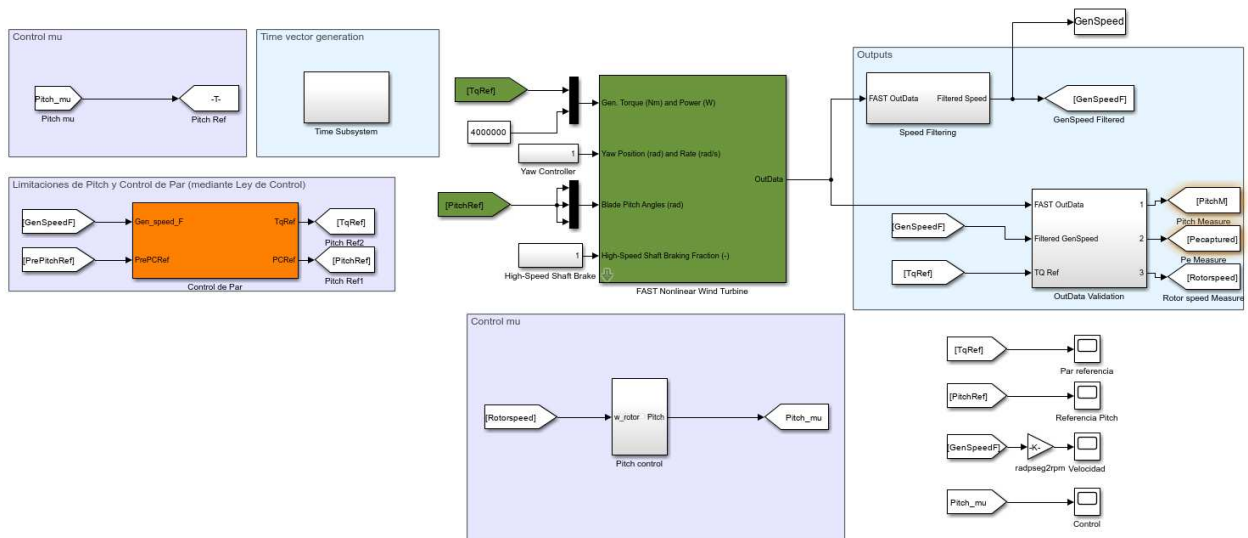 Control mu
Pitch_mu
Pitch mu
-T-
Pitch Ref
Time vector generation
Time Subsystem
Limitaciones de Pitch y Control de Par (mediante Ley de Control)
[GenSpeedF]
[PrePitchRef]
Gen_speed_F
TqRef
PrePCRef
PCRef
Control de Par
[TqRef]
Pitch Ref2
[PitchRef]
Pitch Ref1
[TqRef]
4000000
1
Yaw Controller
[PitchRef]
1
High-Speed Shaft Brake
Gen. Torque (Nm) and Power (W)
Yaw Position (rad) and Rate (rad/s)
OutData
Blade Pitch Angles (rad)
High-Speed Shaft Braking Fraction (-)
FAST Nonlinear Wind Turbine
GenSpeed
Outputs
FAST OutData
Filtered Speed
Speed Filtering
[GenSpeedF]
GenSpeed Filtered
[GenSpeedF]
[TqRef]
FAST OutData
1
Filtered GenSpeed
2
TQ Ref
3
OutData Validation
[PitchM]
Pitch Measure
[Pecaptured]
Pe Measure
[Rotorspeed]
Rotor speed Measure
Control mu
[Rotorspeed]
w_rotor
Pitch
Pitch control
Pitch_mu
[TqRef]
Par referencia
[PitchRef]
Referencia Pitch
[GenSpeedF]
-K-
radpseg2rpm
Velocidad
Pitch_mu
Control